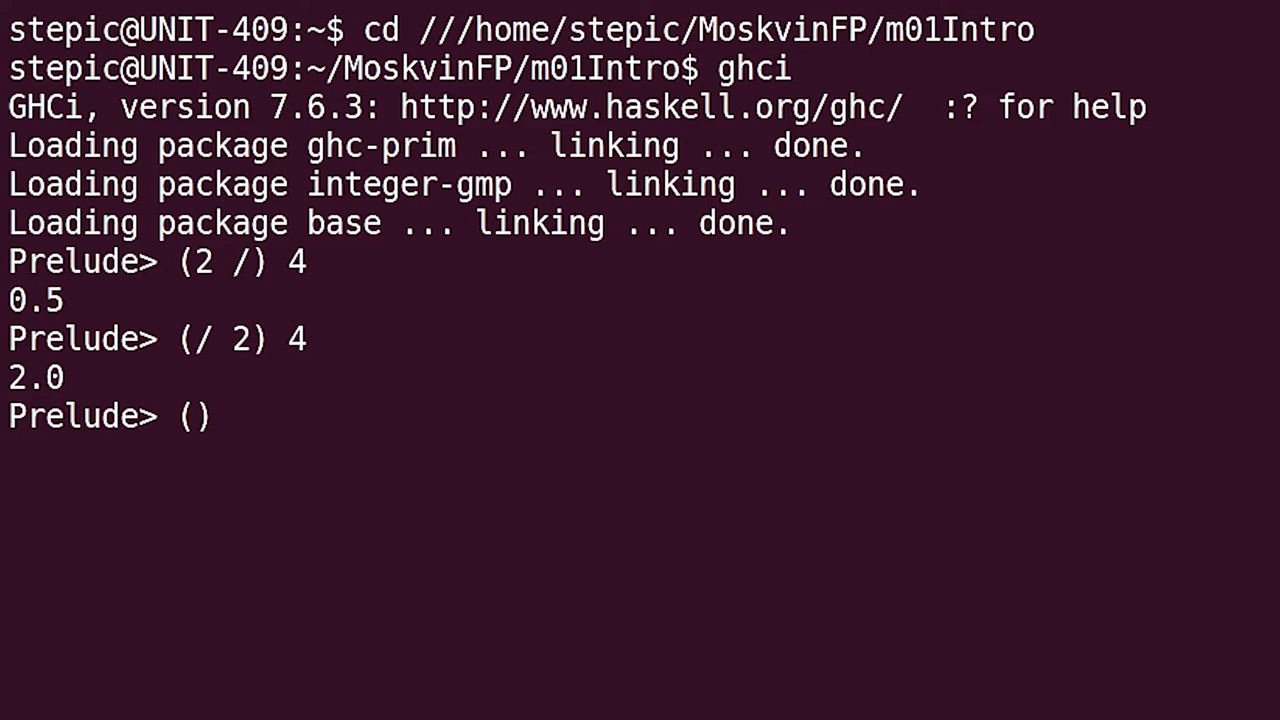 stepic@UNIT-409:~$ cd ///home/stepic/MoskvinFP/m01Intro
stepic@UNIT-409:~/MoskvinFP/m01Intro$ ghci
GHCi, version 7.6.3: http://www.haskell.org/ghc/  :? for help
Loading package ghc-prim ... linking ... done.
Loading package integer-gmp ... linking ... done.
Loading package base ... linking ... done.
Prelude> (2 /) 4
0.5
Prelude> (/ 2) 4
2.0
Prelude> ()